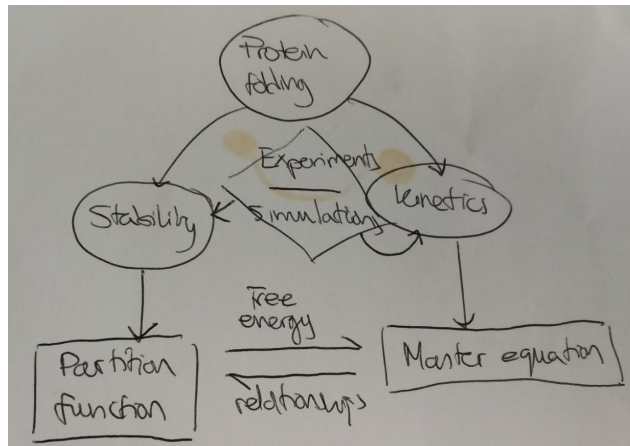 Protein
folding
Experiments
Simulations
Stability
Kinetics
Free
energy
relationships
Partition
function
Master equation